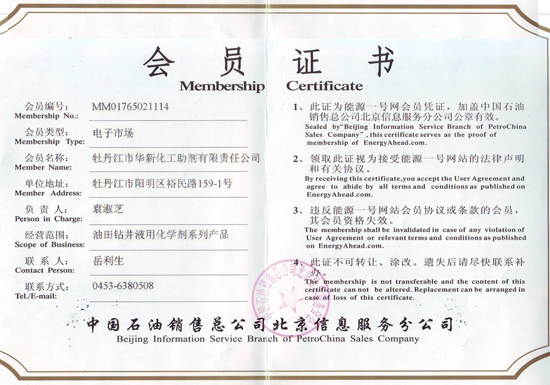 会员证书
Membership Certificate
会员编号: MM01765021114
Membership No.:
会员类型: 电子市场
Membership Type:
会员名称: 牡丹江市华新化工助剂有限责任公司
Member Name:
单位地址: 牡丹江市阳明区裕民路159-1号
Member Address:
负责人: 袁淑芝
Person in Charge:
经营范围: 油田钻井液用化学剂系列产品
Scope of Business:
联系人: 岳利生
Contact Person:
联系方式: 0453-6380508
Tel./E-mail:
1、此证为能源一号网会员凭证，加盖中国石油
销售总公司北京信息服务分公司公章有效。
Sealed by"Beijing Information Service Branch of PetroChina
Sales Company", this certificate serves as the proof of
membership of EnergyAhead.com.
2、领取此证视为接受能源一号网站的法律声明
和有关协议。
By receiving this certificate,you accept the User Agreement and
agree to abide by all terms and conditions as published on
EnergyAhead.com.
3、违反能源一号网站会员协议或条款的会员，
其会员资格失效。
The membership shall be invalidated in case of any violation of
User Agreement or relevant terms and conditions as published
on EnergyAhead.com.
4、此证不可转让、涂改。遗失后请尽快联系补
办。
The membership is not transferable and the content of this
certificate can not be altered. Replacement can be arranged in
case of loss of this certificate.
中国石油销售总公司北京信息服务分公司
Beijing Information Service Branch of PetroChina Sales Company